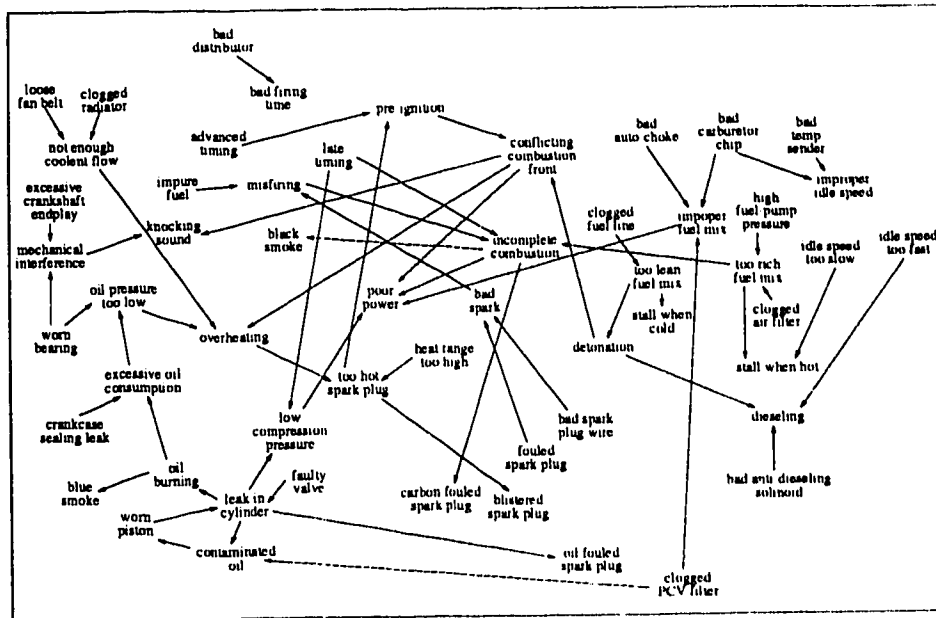 bad
distributor
loose
fan belt
clogged
radiator
bad firing
time
pre ignition
bad
auto choke
bad
carburetor
chip
bad
temp
sender
advanced
timing
late
timing
conflicting
combustion
front
not enough
coolent flow
impure
fuel
misfiring
improper
idle speed
excessive
crankshaft
endplay
high
fuel pump
pressure
knocking
sound
black
smoke
clogged
fuel line
improper
fuel mix
idle speed
too slow
idle speed
too fast
mechanical
interference
incomplete
combustion
too lean
fuel mix
too rich
fuel mix
oil pressure
too low
poor
power
bad
spark
stall when
cold
clogged
air filter
worn
bearing
overheating
detonation
heat range
too high
too hot
spark plug
stall when hot
excessive oil
consumption
low
compression
pressure
bad spark
plug wire
dieseling
crankcase
sealing leak
fouled
spark plug
oil
burning
faulty
valve
bad anti dieseling
solinoid
blue
smoke
leak in
cylinder
carbon fouled
spark plug
blistered
spark plug
worn
piston
contaminated
oil
oil fouled
spark plug
clogged
PCV filter